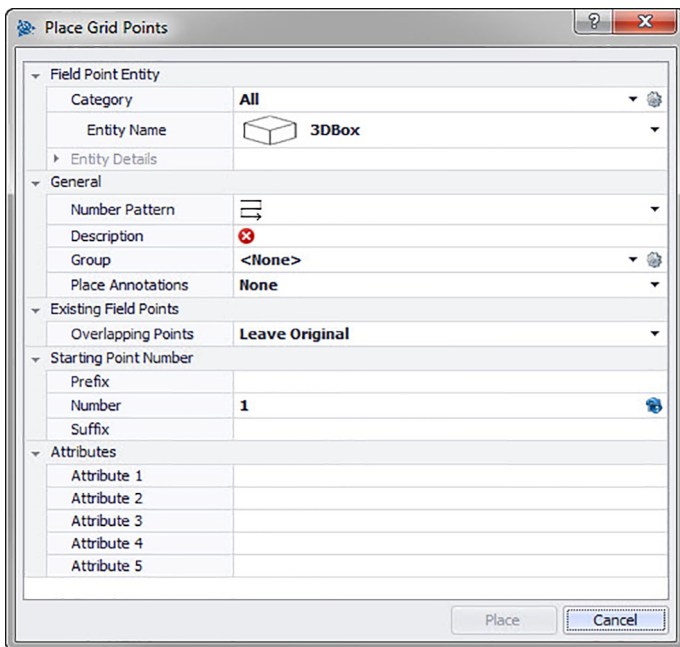 Place Grid Points
?
Field Point Entity
Category All
Entity Name 3DBox
Entity Details
General
Number Pattern
Description
Group <None>
Place Annotations None
Existing Field Points
Overlapping Points Leave Original
Starting Point Number
Prefix
Number 1
Suffix
Attributes
Attribute 1
Attribute 2
Attribute 3
Attribute 4
Attribute 5
Place Cancel